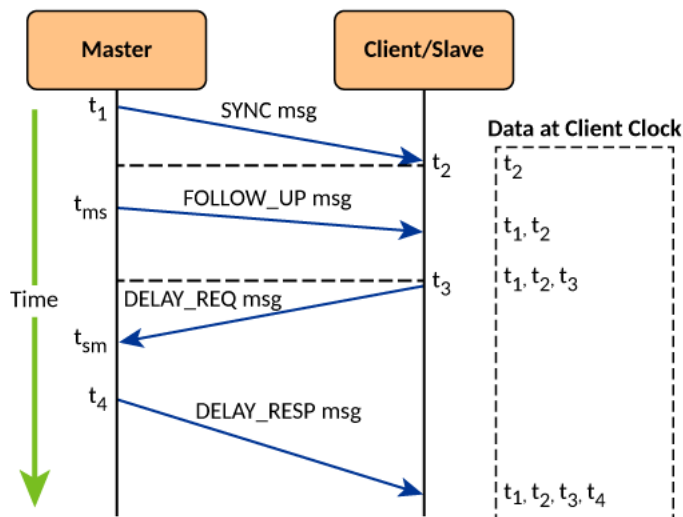 Master
Client/Slave
t1
SYNC msg
Data at Client Clock
t2
t2
tms
FOLLOW_UP msg
t1, t2
t3
t1, t2, t3
Time
DELAY_REQ msg
tsm
t4
DELAY_RESP msg
t1, t2, t3, t4